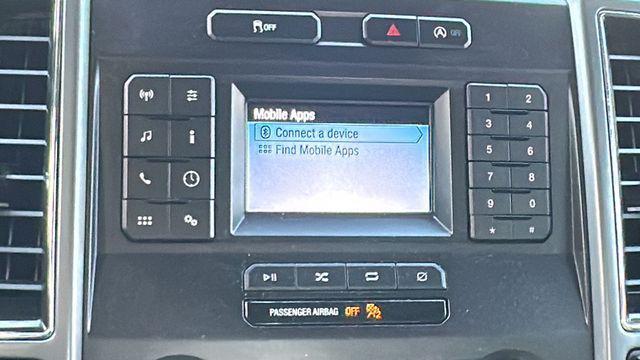 OFF
OFF
Mobile Apps
Connect a device
Find Mobile Apps
i
1 2
3 4
5 6
7 8
9 0
* #
PASSENGER AIRBAG OFF 2